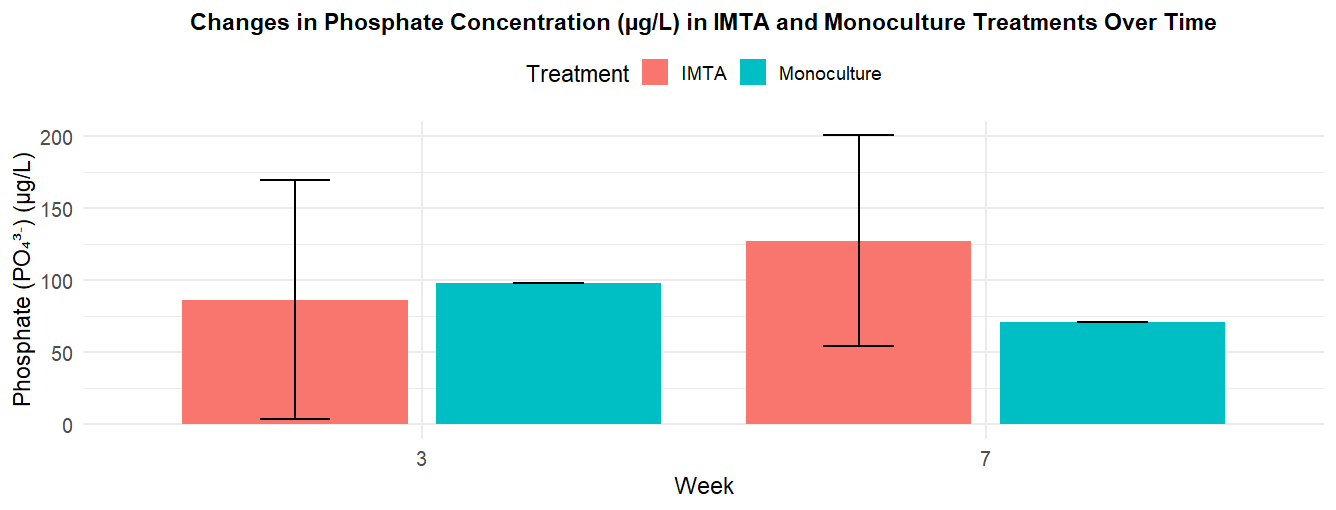 Changes in Phosphate Concentration (µg/L) in IMTA and Monoculture Treatments Over Time
Treatment IMTA Monoculture
Phosphate (PO₄³⁻) (µg/L)
200
150
100
50
0
3 7
Week